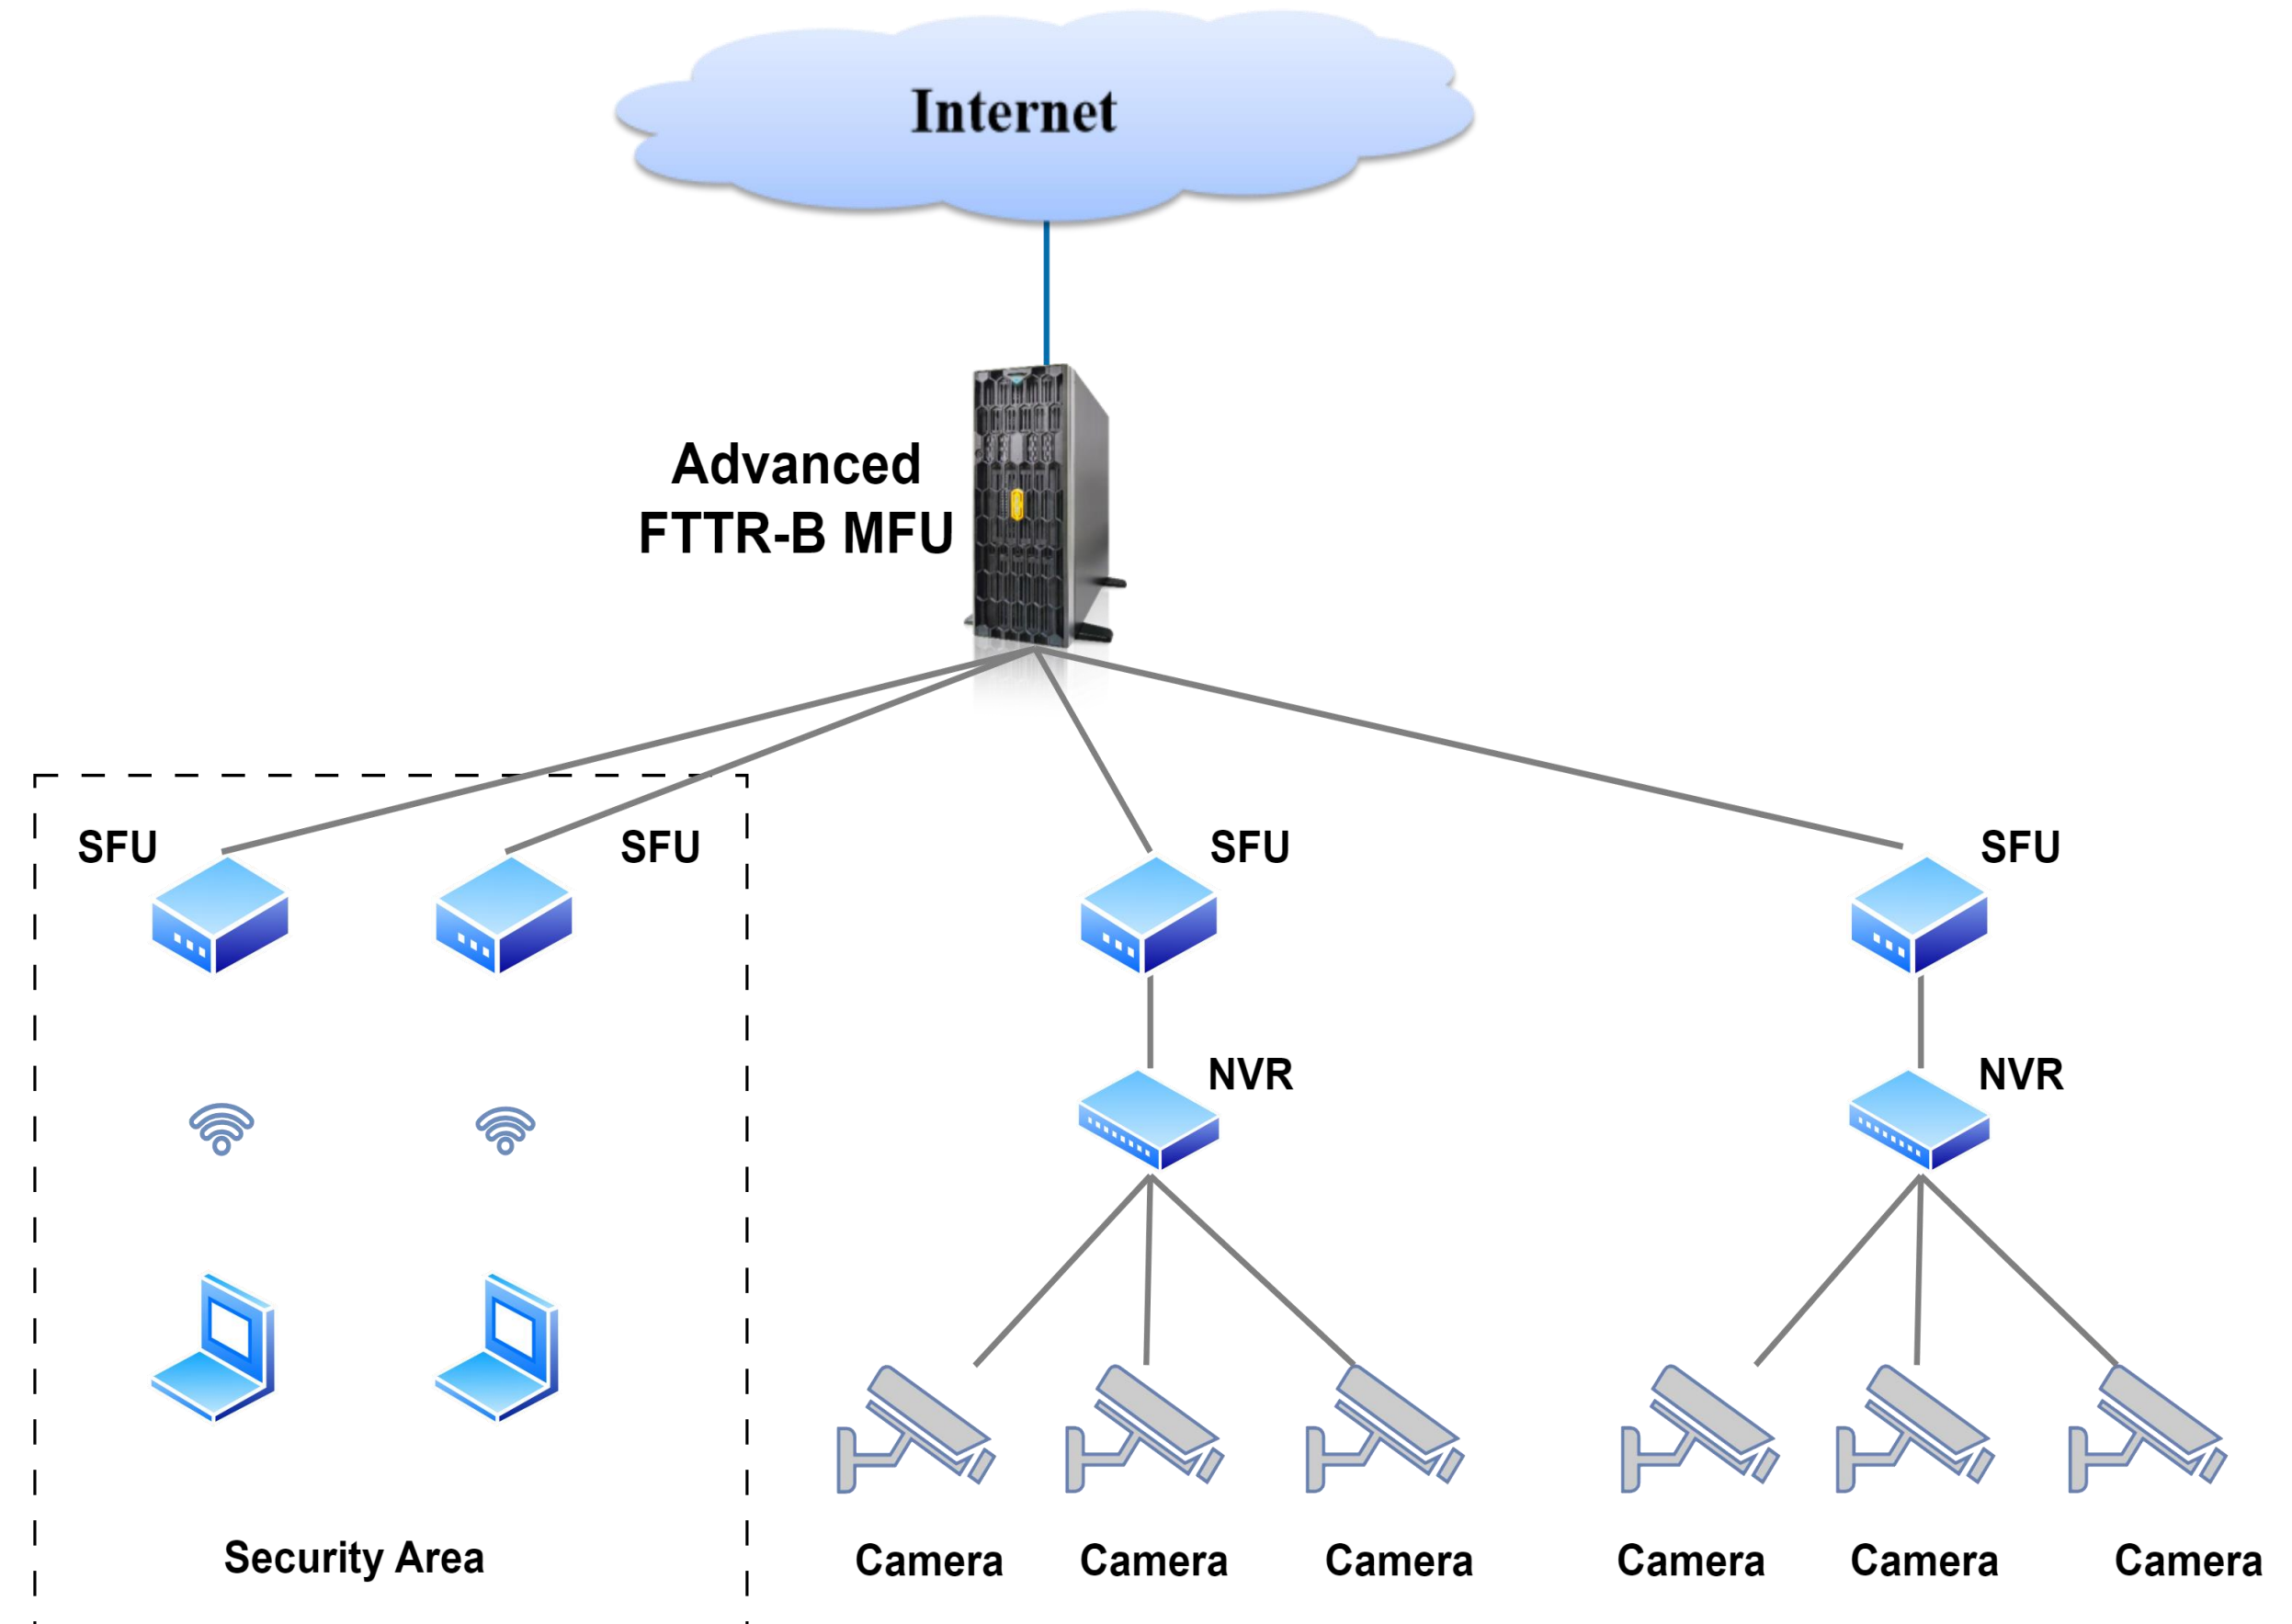 Internet
Advanced
FTTR-B MFU
SFU
SFU
SFU
SFU
NVR
NVR
Security Area
Camera
Camera
Camera
Camera
Camera
Camera